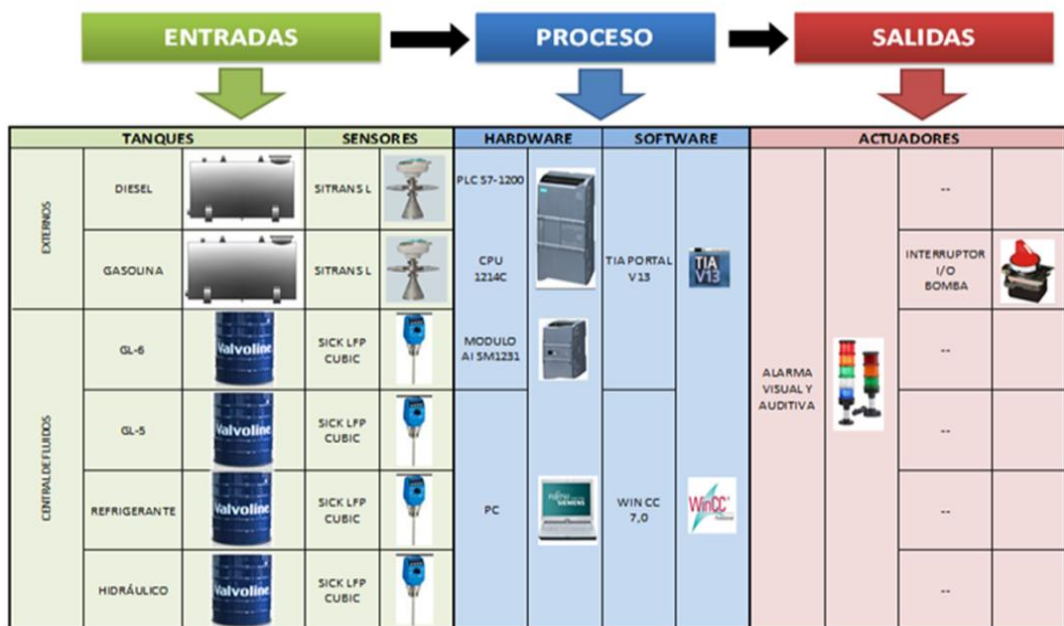 ENTRADAS
PROCESO
SALIDAS
TANQUES
SENSORES
HARDWARE
SOFTWARE
ACTUADORES
EXTERNOS
DIESEL
SITRANS L
GASOLINA
SITRANS L
CENTRAL DE FLUIDOS
GL-6
Valvoline
SICK LFP
CUBIC
GL-5
Valvoline
SICK LFP
CUBIC
REFRIGERANTE
Valvoline
SICK LFP
CUBIC
HIDRÁULICO
Valvoline
SICK LFP
CUBIC
PLC S7-1200
CPU
1214C
MODULO
AI SM1231
PC
FUJITSU
SIEMENS
TIA PORTAL
V13
TIA
V13
WIN CC
7,0
WinCC
Professional
ALARMA
VISUAL Y
AUDITIVA
--
INTERRUPTOR
I/O
BOMBA
--
--
--
--